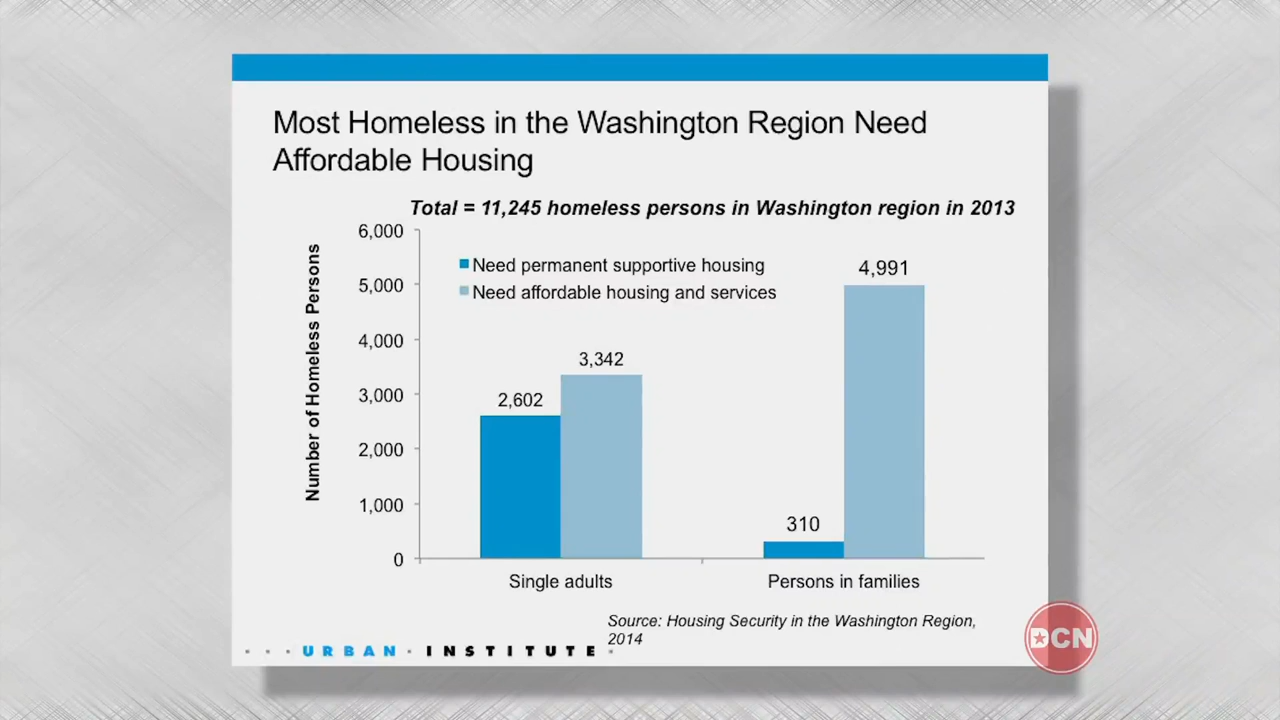 Most Homeless in the Washington Region Need
Affordable Housing
Total = 11,245 homeless persons in Washington region in 2013
Number of Homeless Persons
6,000
5,000
4,000
3,000
2,000
1,000
0
Need permanent supportive housing
Need affordable housing and services
2,602
3,342
310
4,991
Single adults
Persons in families
Source: Housing Security in the Washington Region,
2014
URBAN INSTITUTE
DCN